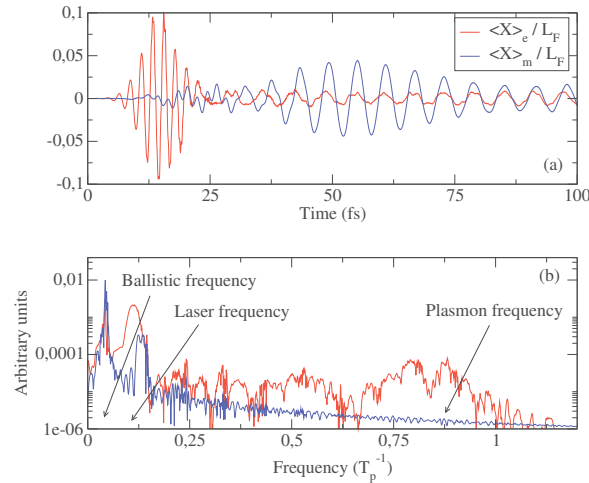 0,1
0,05
0
-0,05
-0,1
<X>e / LF
<X>m / LF
(a)
0 25 50 75 100
Time (fs)
Arbitrary units
0,01
0,0001
1e-06
(b)
Ballistic frequency
Laser frequency
Plasmon frequency
0 0,25 0,5 0,75 1
Frequency (Tp-1)